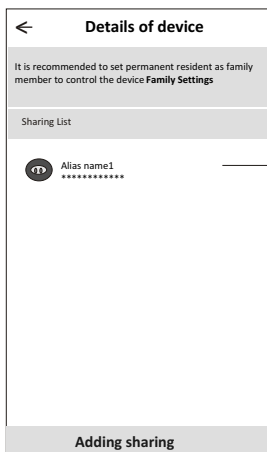 Details of device
It is recommended to set permanent resident as family
member to control the device Family Settings
Sharing List
Alias name1
************
Adding sharing